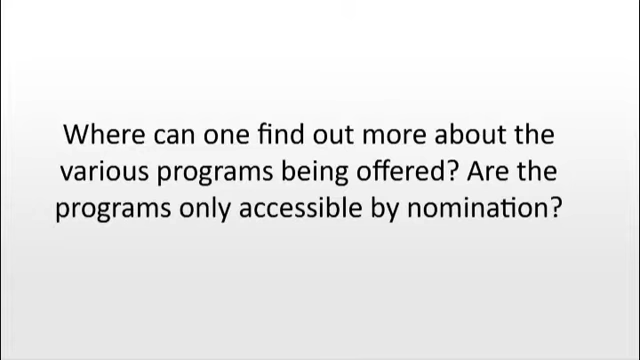 Where can one find out more about the
various programs being offered? Are the
programs only accessible by nomination?